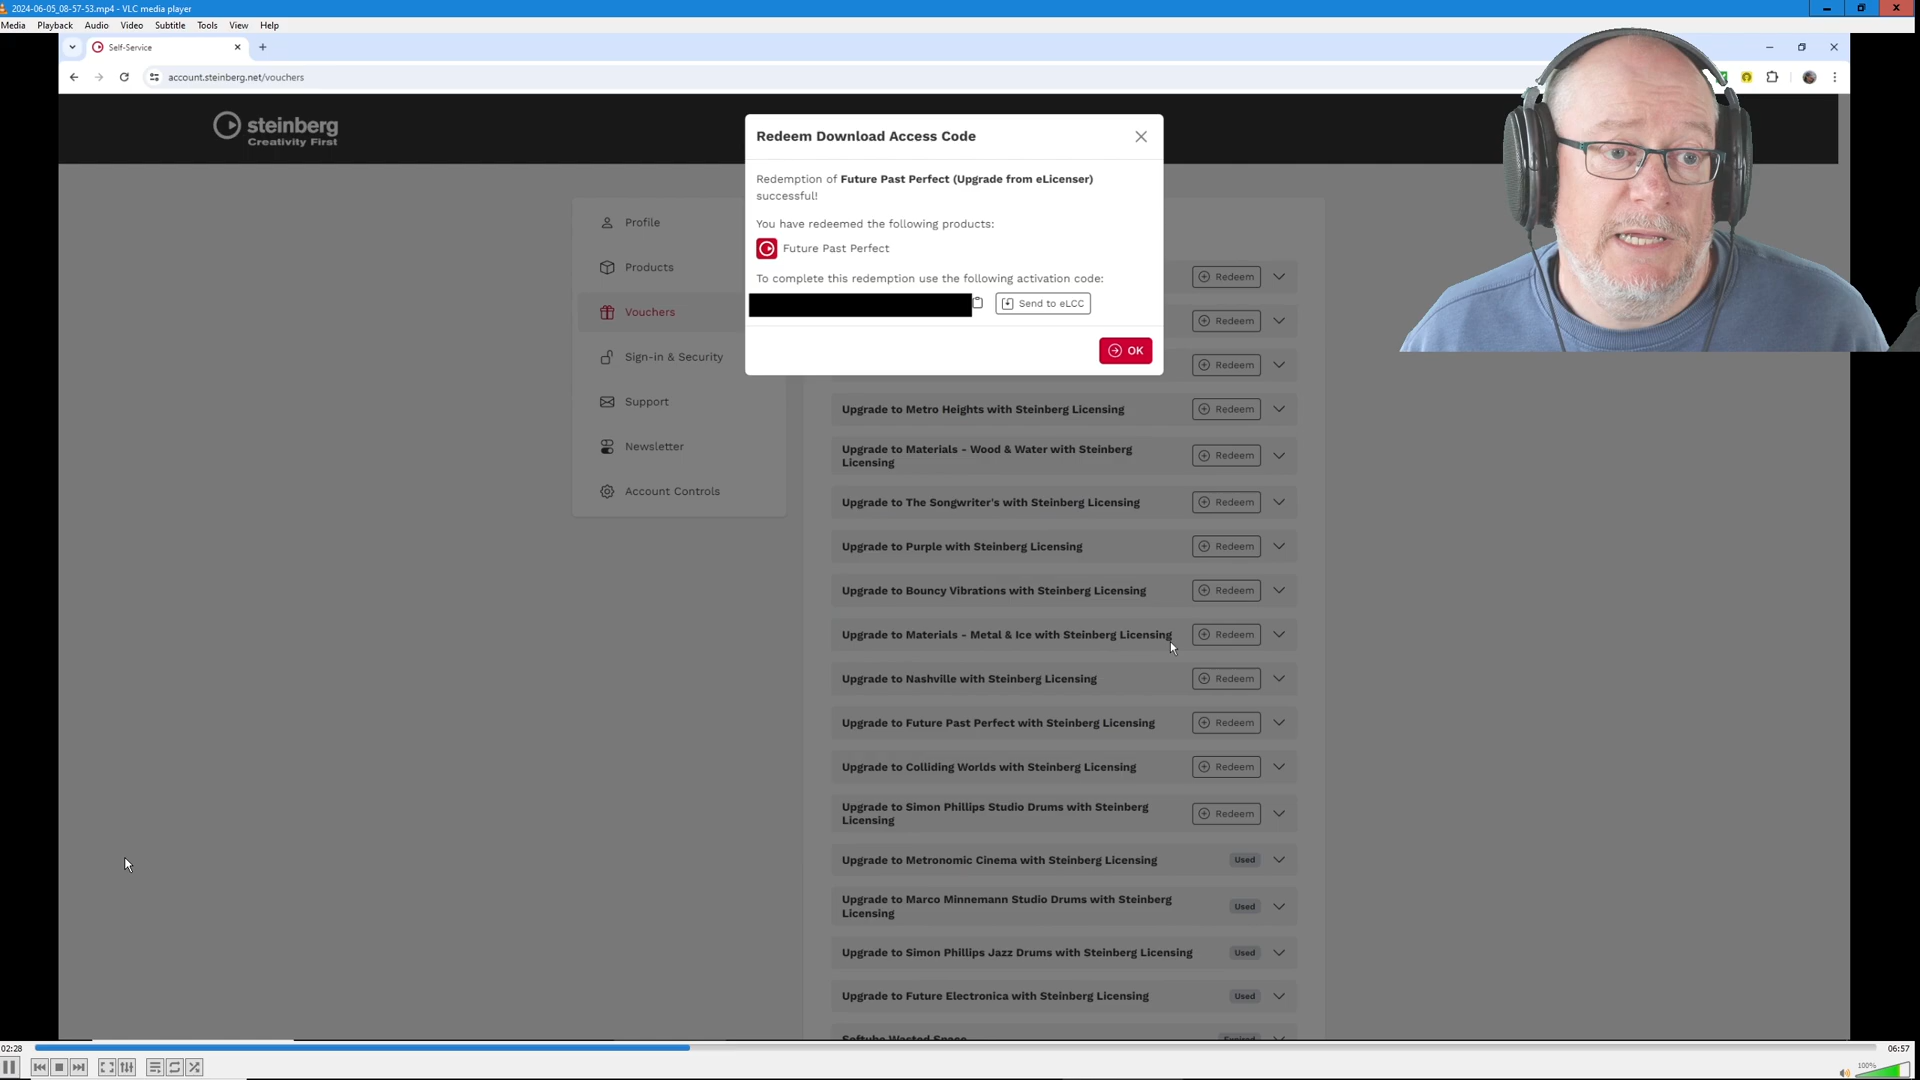 2024-06-05_08-57-53.mp4 - VLC media player
Media Playback Audio Video Subtitle Tools View Help
Self-Service
account.steinberg.net/vouchers
steinberg
Creativity First
Redeem Download Access Code
Redemption of Future Past Perfect (Upgrade from eLicenser)
successful!
You have redeemed the following products:
Future Past Perfect
To complete this redemption use the following activation code:
Send to eLCC
OK
Profile
Products
Vouchers
Sign-in & Security
Support
Newsletter
Account Controls
Redeem
Redeem
Redeem
Upgrade to Metro Heights with Steinberg Licensing
Redeem
Upgrade to Materials - Wood & Water with Steinberg
Licensing
Redeem
Upgrade to The Songwriter's with Steinberg Licensing
Redeem
Upgrade to Purple with Steinberg Licensing
Redeem
Upgrade to Bouncy Vibrations with Steinberg Licensing
Redeem
Upgrade to Materials - Metal & Ice with Steinberg Licensing
Redeem
Upgrade to Nashville with Steinberg Licensing
Redeem
Upgrade to Future Past Perfect with Steinberg Licensing
Redeem
Upgrade to Colliding Worlds with Steinberg Licensing
Redeem
Upgrade to Simon Phillips Studio Drums with Steinberg
Licensing
Redeem
Upgrade to Metronomic Cinema with Steinberg Licensing
Used
Upgrade to Marco Minnemann Studio Drums with Steinberg
Licensing
Used
Upgrade to Simon Phillips Jazz Drums with Steinberg Licensing
Used
Upgrade to Future Electronica with Steinberg Licensing
Used
Softube Wasted Space
Expired
02:28
06:57
100%